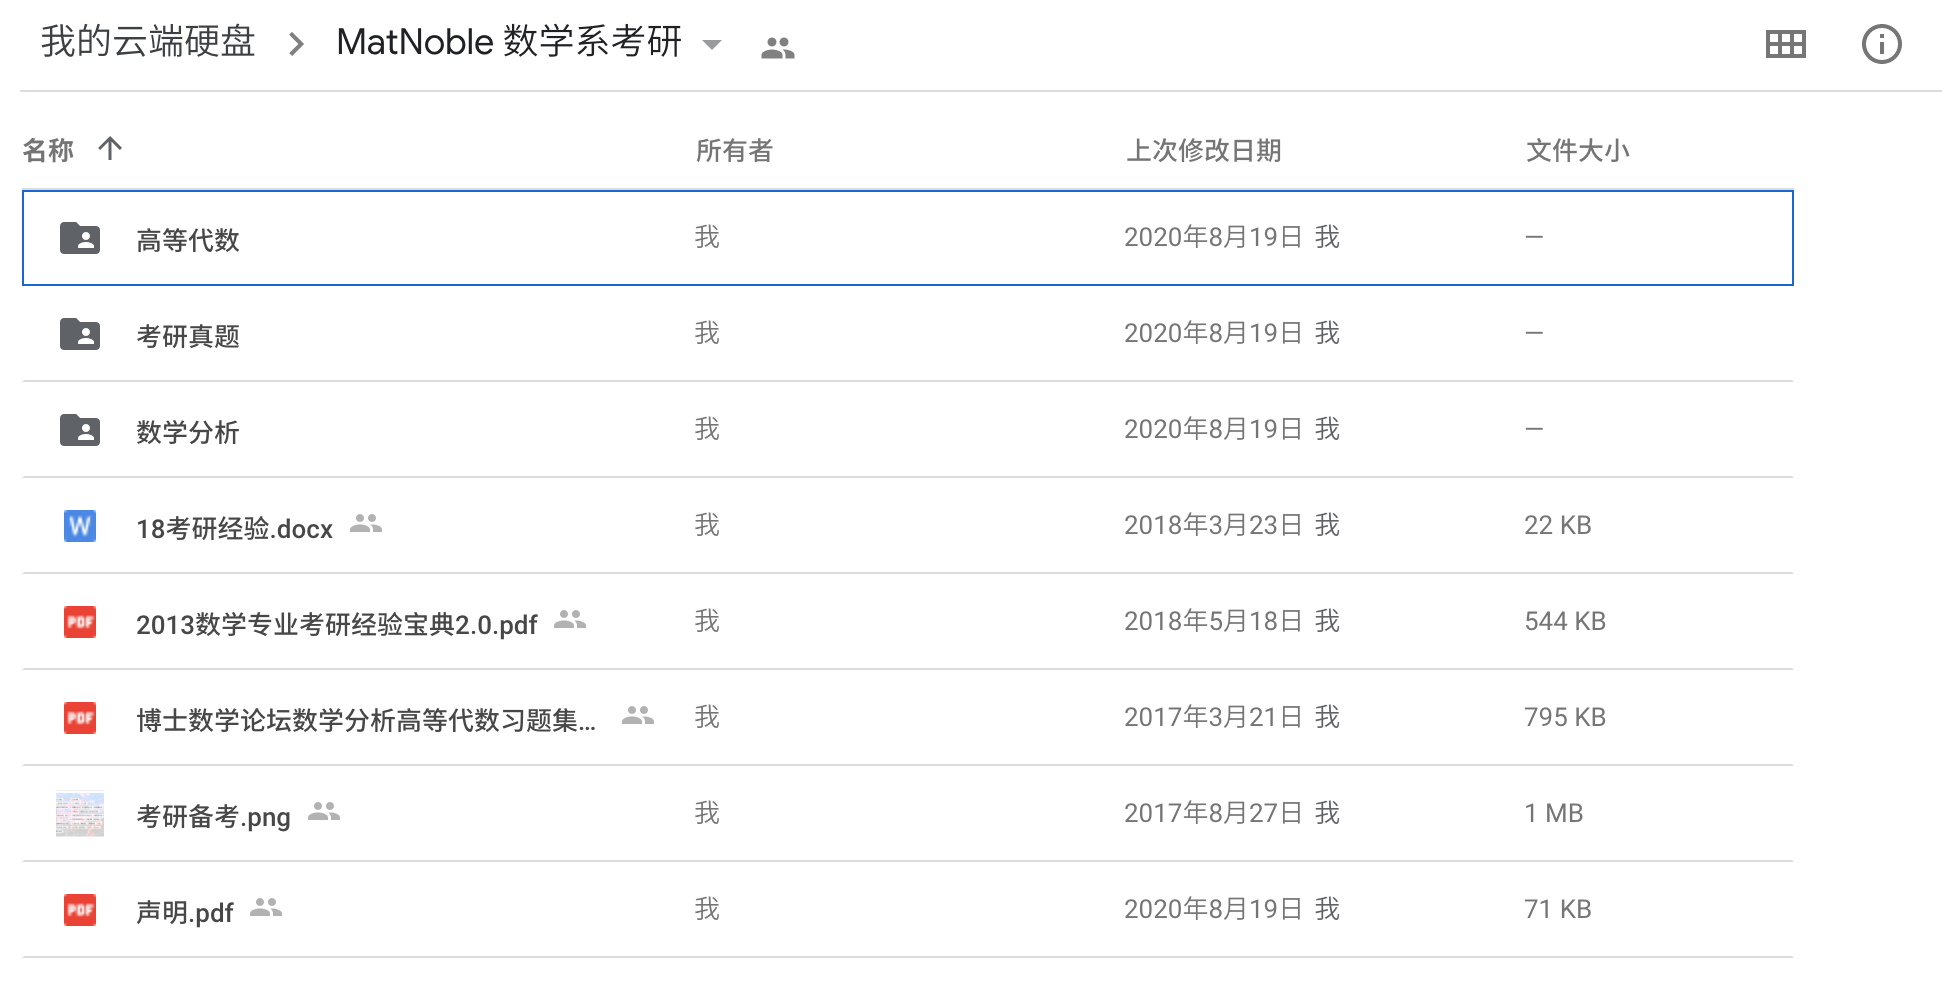 我的云端硬盘 > MatNoble 数学系考研
名称 ↑ 所有者 上次修改日期 文件大小
高等代数 我 2020年8月19日 我 —
考研真题 我 2020年8月19日 我 —
数学分析 我 2020年8月19日 我 —
W 18考研经验.docx 我 2018年3月23日 我 22 KB
PDF 2013数学专业考研经验宝典2.0.pdf 我 2018年5月18日 我 544 KB
PDF 博士数学论坛数学分析高等代数习题集... 我 2017年3月21日 我 795 KB
考研备考.png 我 2017年8月27日 我 1 MB
PDF 声明.pdf 我 2020年8月19日 我 71 KB